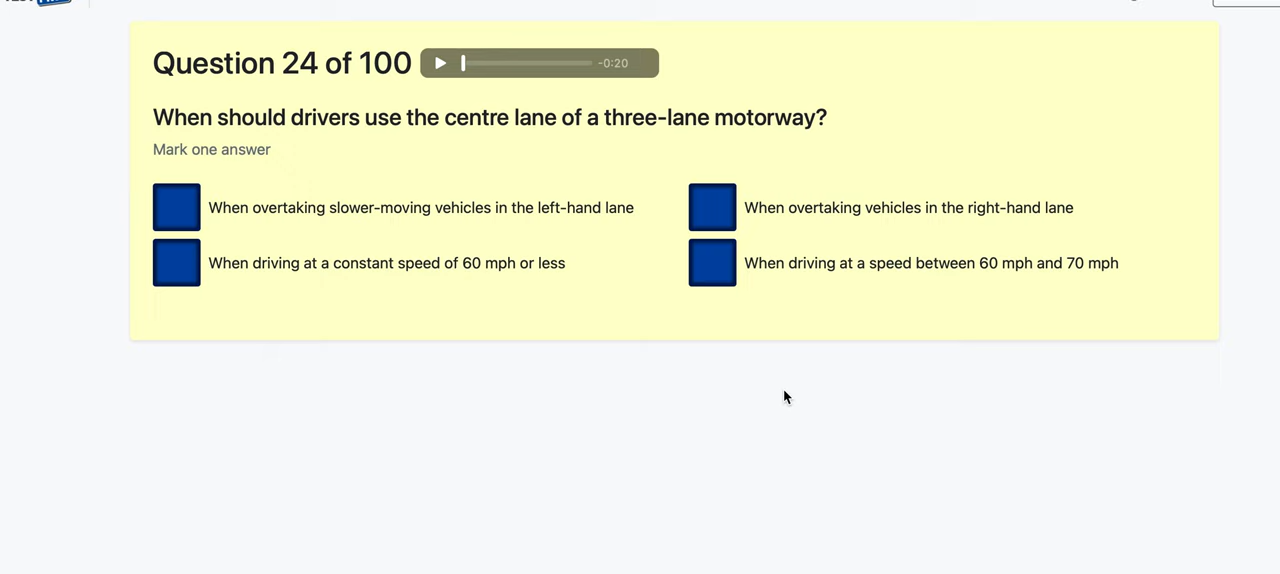 Question 24 of 100
-0:20
When should drivers use the centre lane of a three-lane motorway?
Mark one answer
When overtaking slower-moving vehicles in the left-hand lane
When overtaking vehicles in the right-hand lane
When driving at a constant speed of 60 mph or less
When driving at a speed between 60 mph and 70 mph